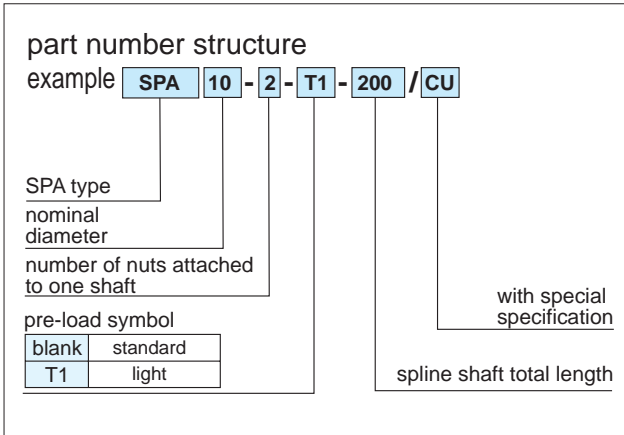 part number structure
example SPA 10 - 2 - T1 - 200 / CU
SPA type
nominal
diameter
number of nuts attached
to one shaft
with special
specification
pre-load symbol
blank standard
T1 light
spline shaft total length